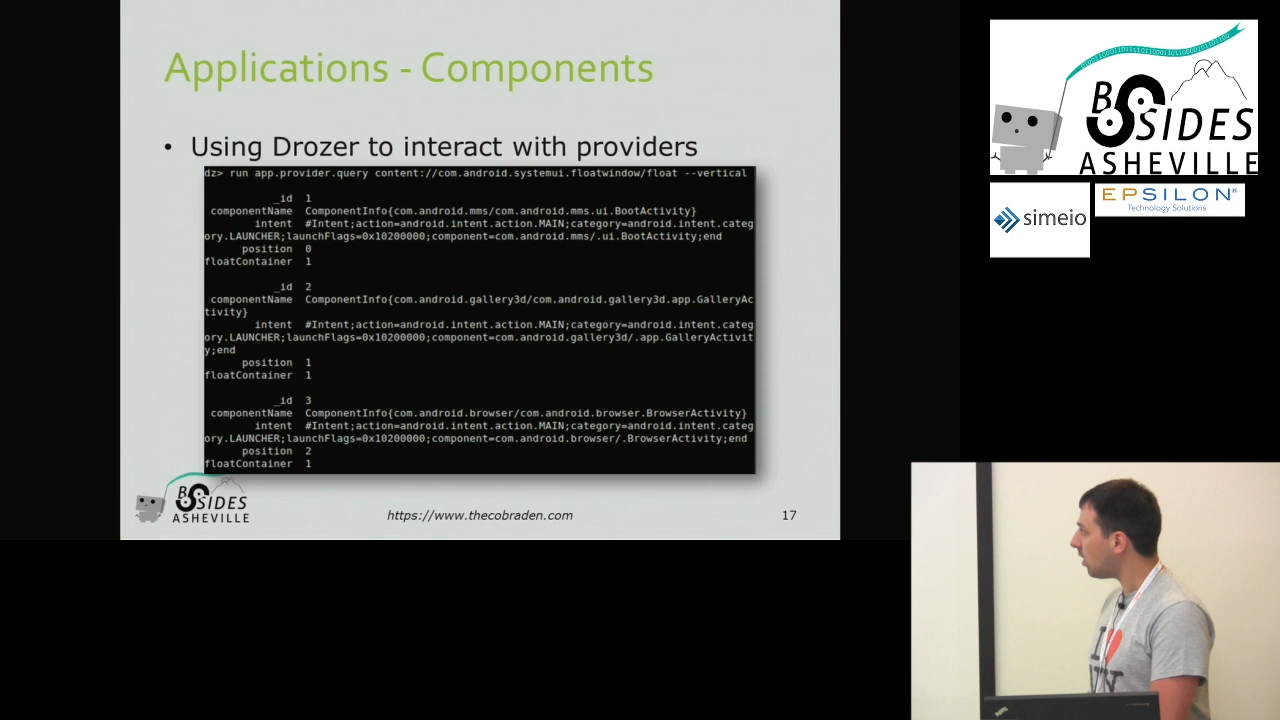 Applications - Components
• Using Drozer to interact with providers
dz> run app.provider.query content://com.android.systemui.floatwindow/float --vertical
_id 1
componentName ComponentInfo{com.android.mms/com.android.mms.ui.BootActivity}
intent #Intent;action=android.intent.action.MAIN;category=android.intent.categ
ory.LAUNCHER;launchFlags=0x10200000;component=com.android.mms/.ui.BootActivity;end
position 0
floatContainer 1
_id 2
componentName ComponentInfo{com.android.gallery3d/com.android.gallery3d.app.GalleryAc
tivity}
intent #Intent;action=android.intent.action.MAIN;category=android.intent.categ
ory.LAUNCHER;launchFlags=0x10200000;component=com.android.gallery3d/.app.GalleryActivit
y;end
position 1
floatContainer 1
_id 3
componentName ComponentInfo{com.android.browser/com.android.browser.BrowserActivity}
intent #Intent;action=android.intent.action.MAIN;category=android.intent.categ
ory.LAUNCHER;launchFlags=0x10200000;component=com.android.browser/.BrowserActivity;end
position 2
floatContainer 1
BSIDES
ASHEVILLE
https://www.thecobraden.com
17
BSIDES
ASHEVILLE
simeio
EPSILON®
Technology Solutions
I